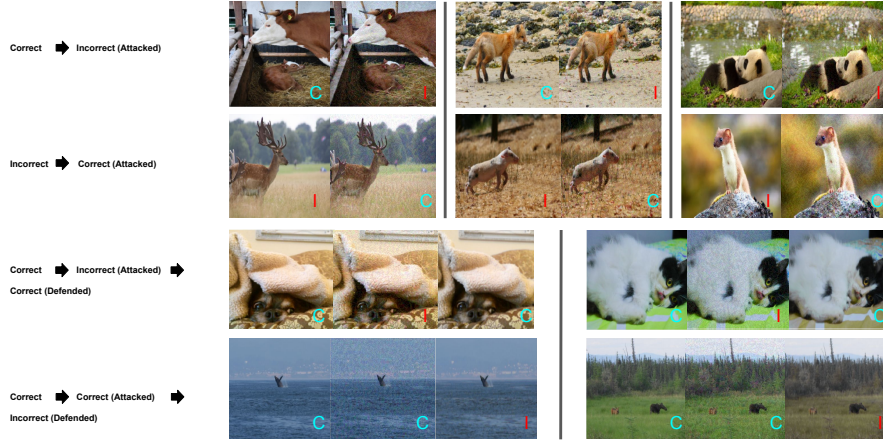 Correct Incorrect (Attacked)
C I C I C I
Incorrect Correct (Attacked)
I C I C I C
Correct Incorrect (Attacked)
Correct (Defended)
C I C C I C
Correct Correct (Attacked)
Incorrect (Defended)
C C I C C I